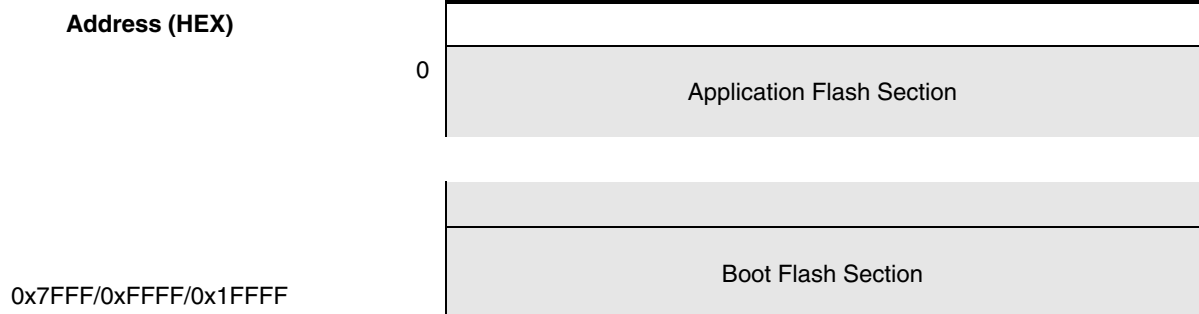 Address (HEX)
0
Application Flash Section
Boot Flash Section
0x7FFF/0xFFFF/0x1FFFF